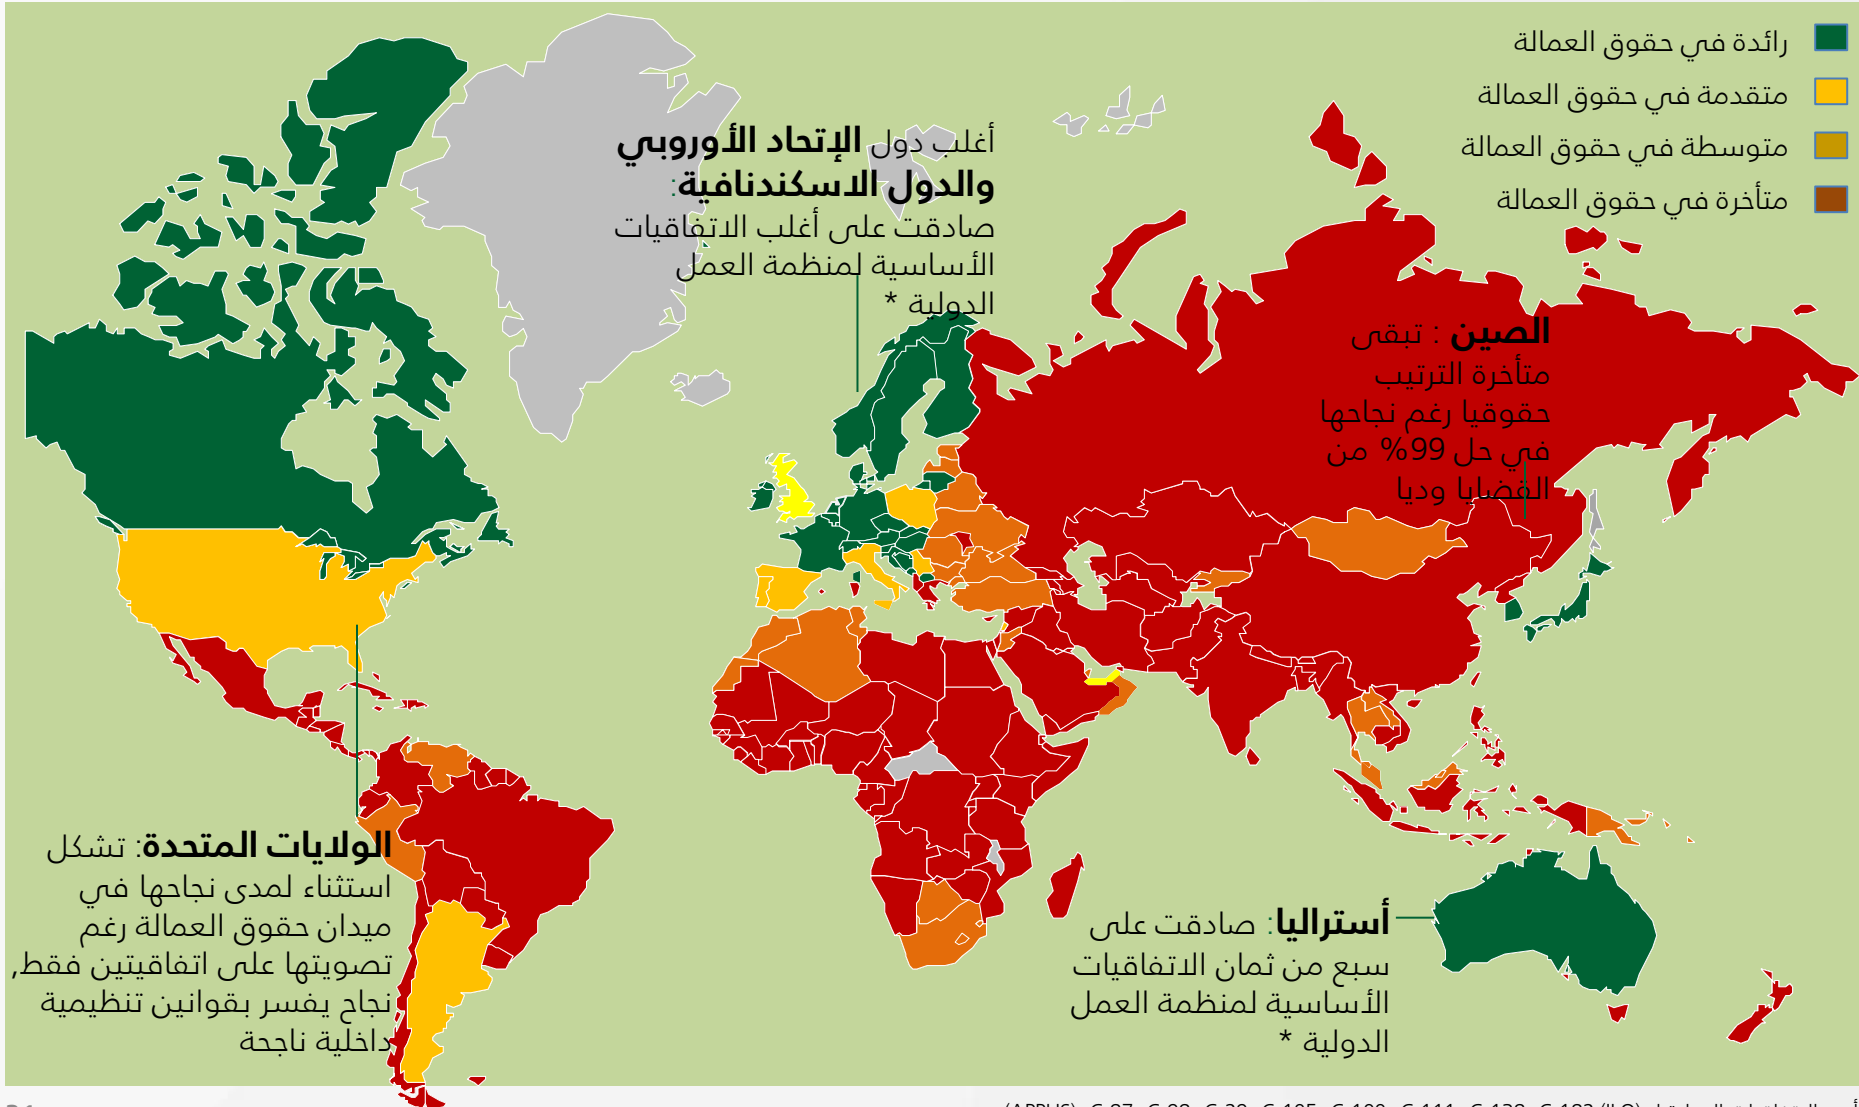 رائدة في حقوق العمالة
متقدمة في حقوق العمالة
متوسطة في حقوق العمالة
متأخرة في حقوق العمالة
أغلب دول الإتحاد الأوروبي
والدول الاسكندنافية:
صادقت على أغلب الاتفاقيات
الأساسية لمنظمة العمل
الدولية *
الصين : تبقى
متأخرة الترتيب
حقوقيا رغم نجاحها
في حل 99% من
القضايا وديا
الولايات المتحدة: تشكل
استثناء لمدى نجاحها في
ميدان حقوق العمالة رغم
تصويتها على اتفاقيتين فقط,
نجاح يفسر بقوانين تنظيمية
داخلية ناجحة
أستراليا: صادقت على
سبع من ثمان الاتفاقيات
الأساسية لمنظمة العمل
الدولية *